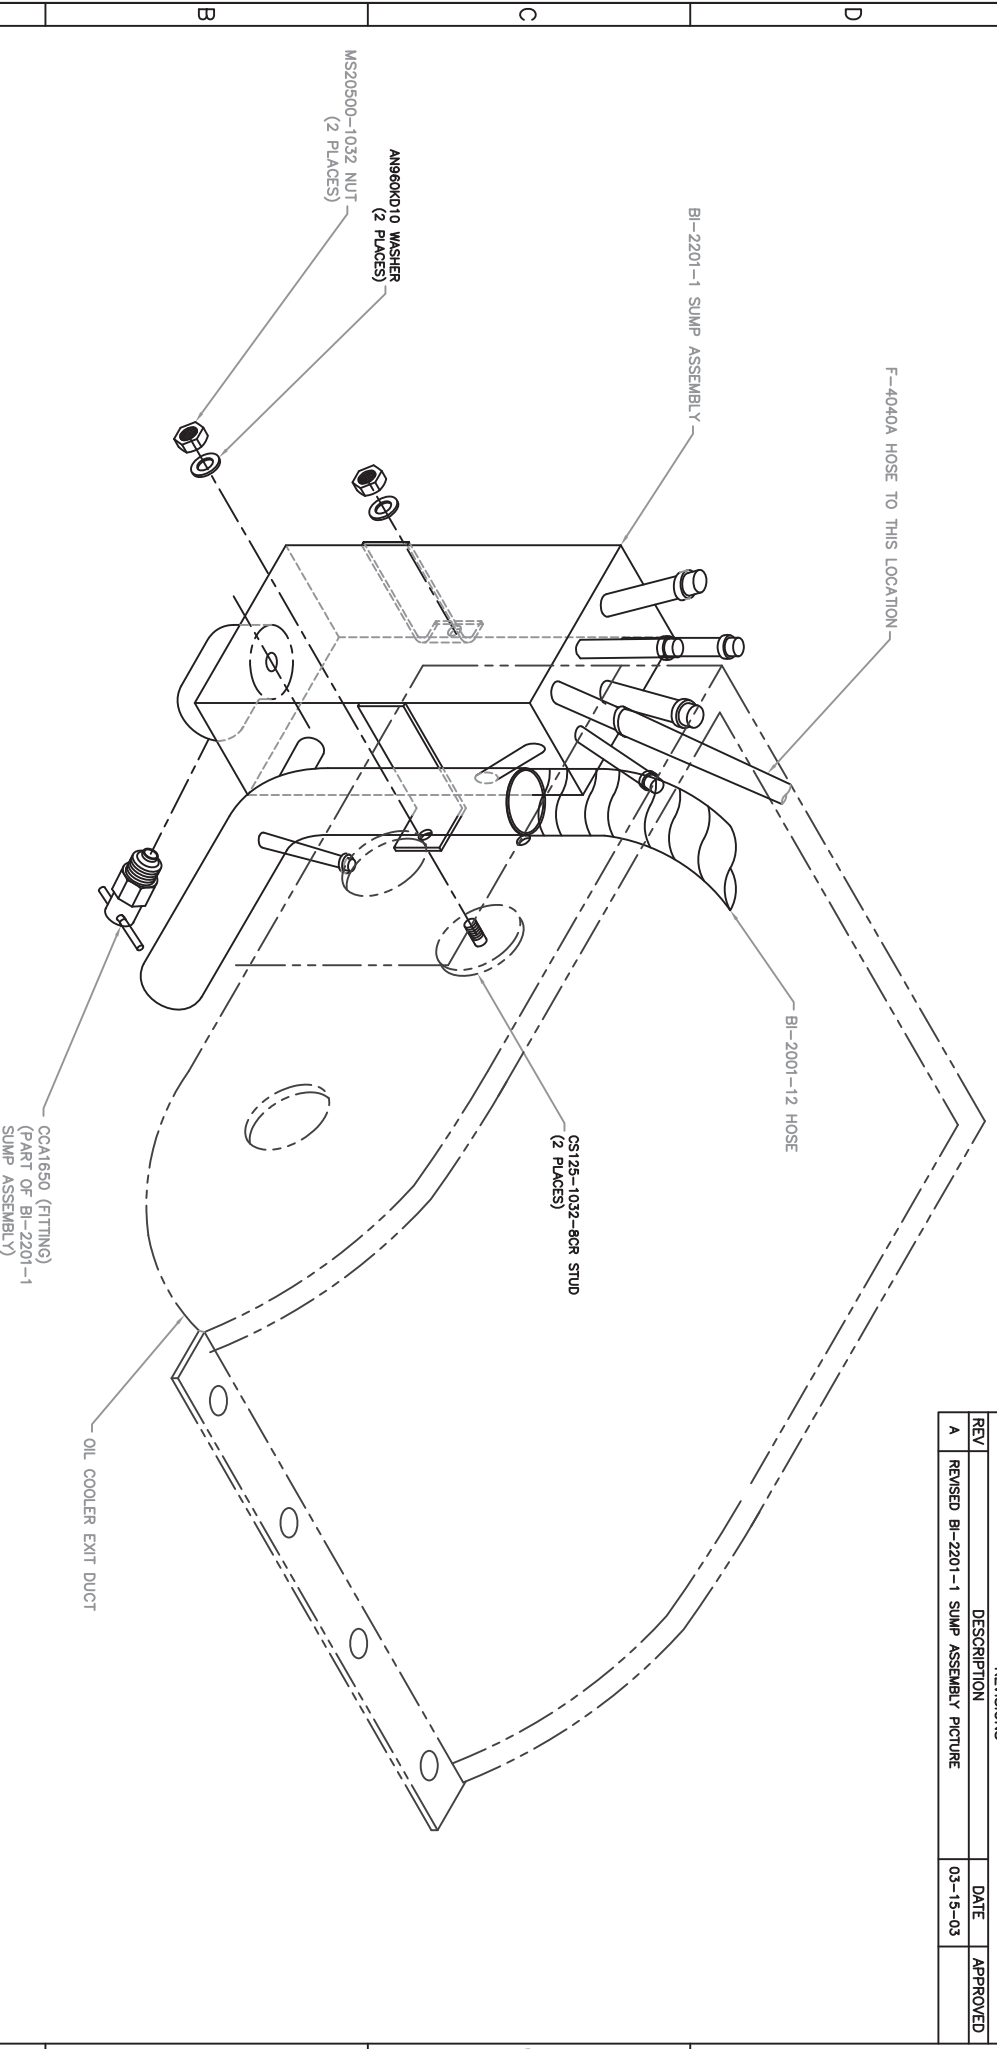 D
C
B
REV
DESCRIPTION
DATE
APPROVED
A
REVISED BI-2201-1 SUMP ASSEMBLY PICTURE
03-15-03
F-4040A HOSE TO THIS LOCATION
BI-2201-1 SUMP ASSEMBLY
AN960KD10 WASHER
(2 PLACES)
MS20500-1032 NUT
(2 PLACES)
BI-2001-12 HOSE
CS125-1032-8CR STUD
(2 PLACES)
CCA1650 (FITTING)
(PART OF BI-2201-1
SUMP ASSEMBLY)
OIL COOLER EXIT DUCT